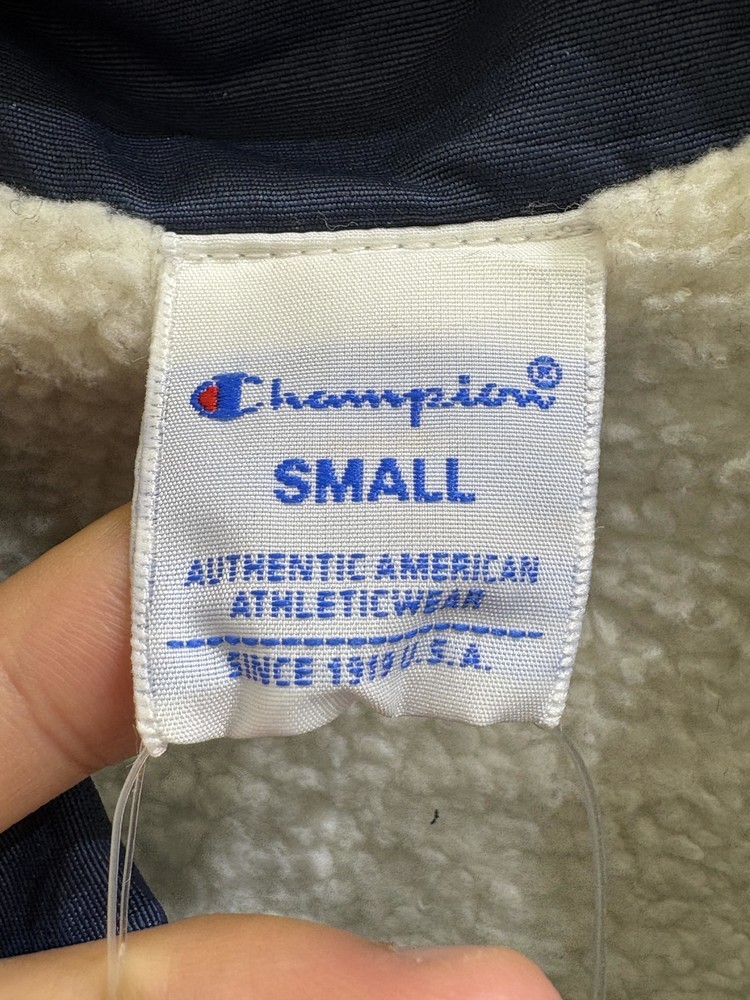 Champion®
SMALL
AUTHENTIC AMERICAN
ATHLETICWEAR
SINCE 1919 U.S.A.